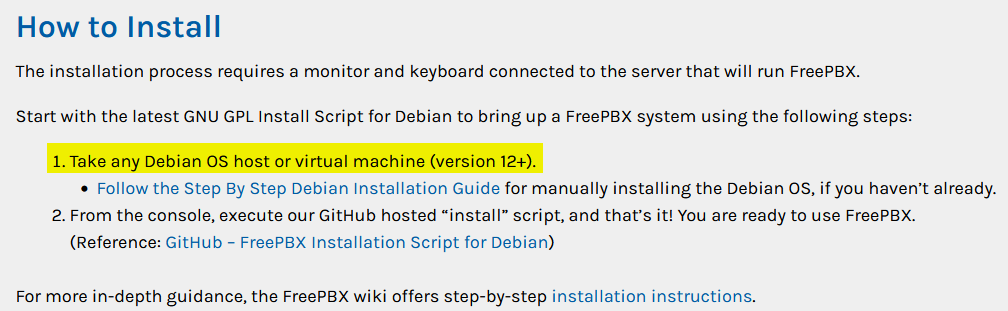 How to Install
The installation process requires a monitor and keyboard connected to the server that will run FreePBX.
Start with the latest GNU GPL Install Script for Debian to bring up a FreePBX system using the following steps:
1. Take any Debian OS host or virtual machine (version 12+).
• Follow the Step By Step Debian Installation Guide for manually installing the Debian OS, if you haven’t already.
2. From the console, execute our GitHub hosted “install” script, and that’s it! You are ready to use FreePBX.
(Reference: GitHub – FreePBX Installation Script for Debian)
For more in-depth guidance, the FreePBX wiki offers step-by-step installation instructions.